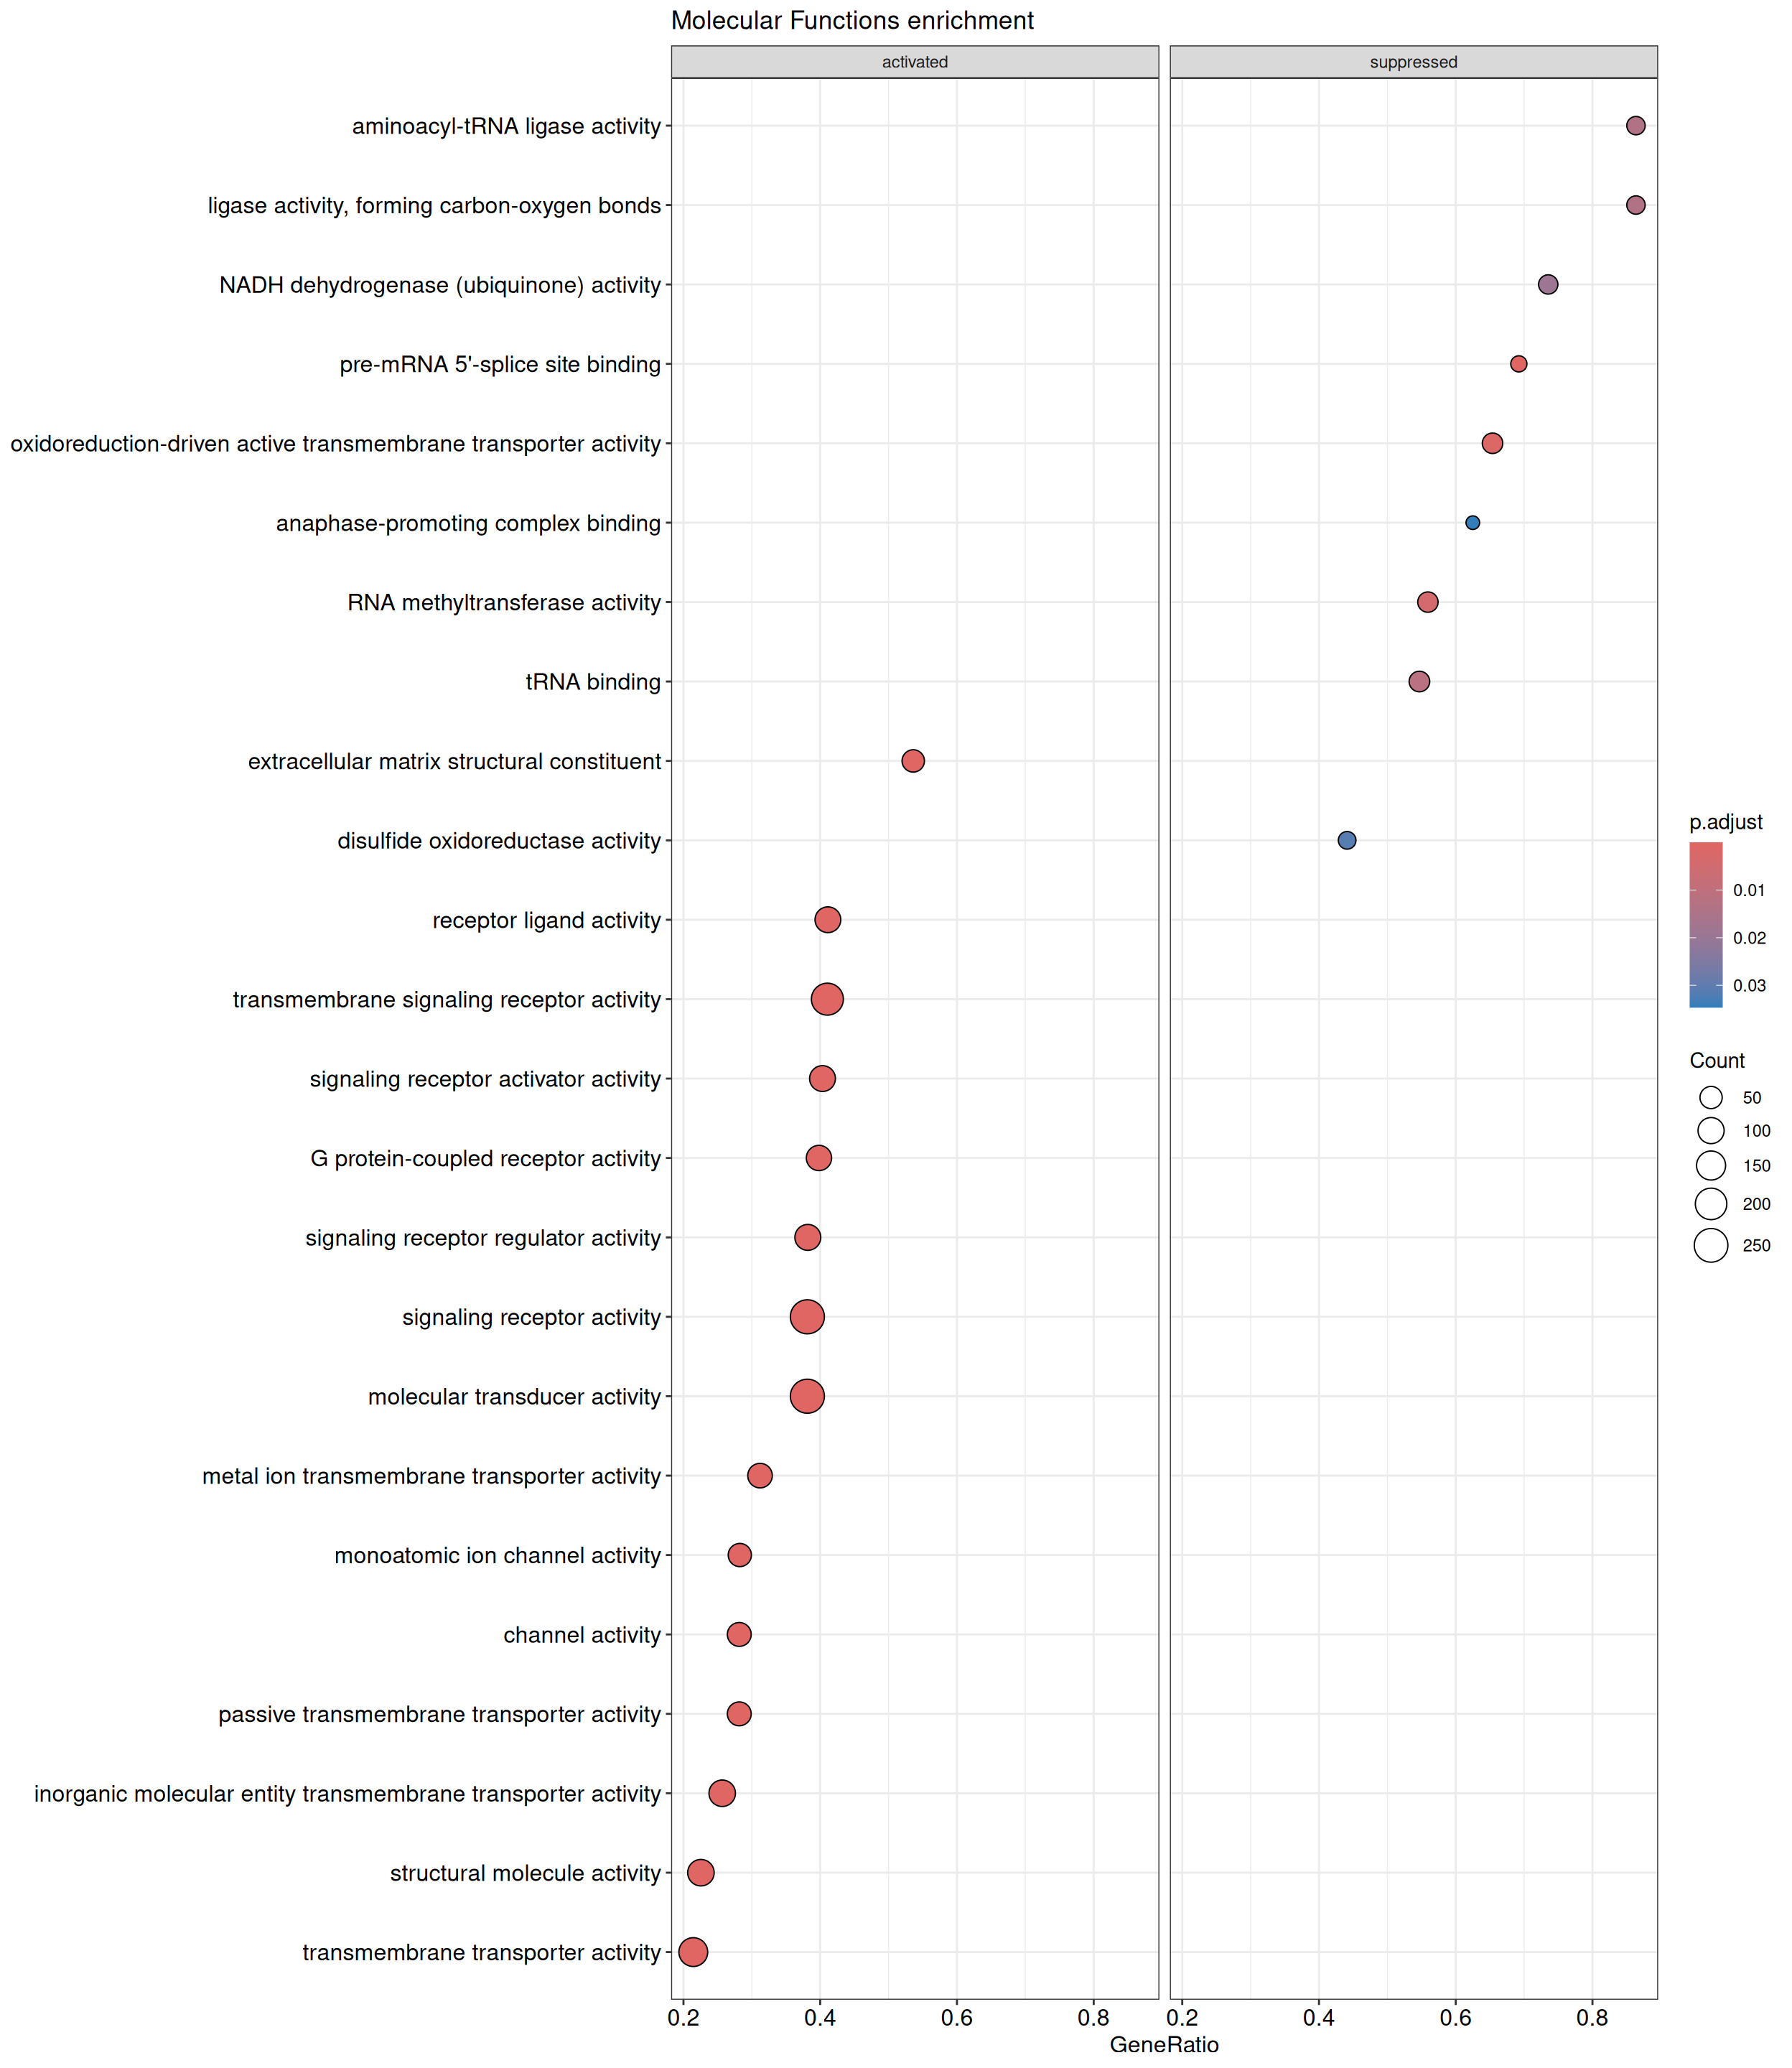 Molecular Functions enrichment
activated
suppressed
aminoacyl-tRNA ligase activity
ligase activity, forming carbon-oxygen bonds
NADH dehydrogenase (ubiquinone) activity
pre-mRNA 5'-splice site binding
oxidoreduction-driven active transmembrane transporter activity
anaphase-promoting complex binding
RNA methyltransferase activity
tRNA binding
extracellular matrix structural constituent
disulfide oxidoreductase activity
receptor ligand activity
transmembrane signaling receptor activity
signaling receptor activator activity
G protein-coupled receptor activity
signaling receptor regulator activity
signaling receptor activity
molecular transducer activity
metal ion transmembrane transporter activity
monoatomic ion channel activity
channel activity
passive transmembrane transporter activity
inorganic molecular entity transmembrane transporter activity
structural molecule activity
transmembrane transporter activity
0.2 0.4 0.6 0.8 0.2 0.4 0.6 0.8
GeneRatio
p.adjust
0.01
0.02
0.03
Count
50
100
150
200
250